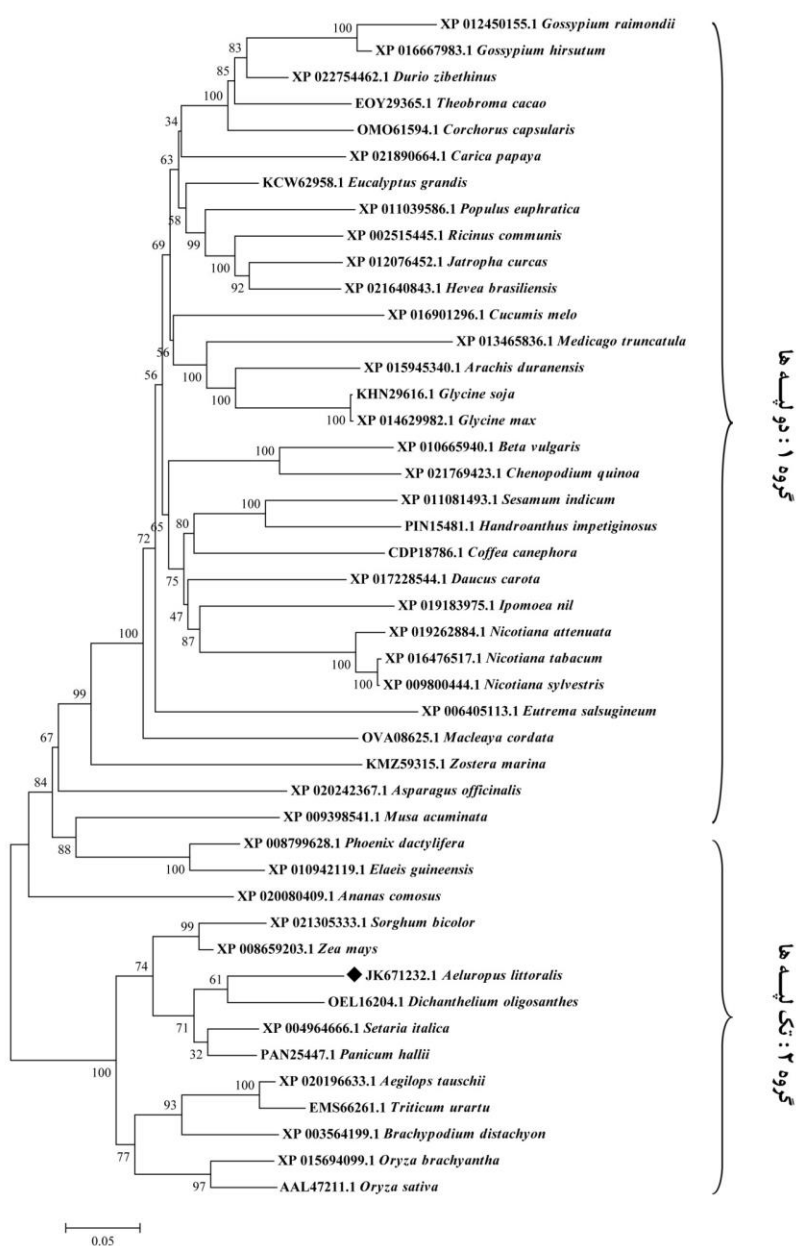 XP 012450155.1 Gossypium raimondii
XP 016667983.1 Gossypium hirsutum
XP 022754462.1 Durio zibethinus
EOY29365.1 Theobroma cacao
OMO61594.1 Corchorus capsularis
XP 021890664.1 Carica papaya
KCW62958.1 Eucalyptus grandis
XP 011039586.1 Populus euphratica
XP 002515445.1 Ricinus communis
XP 012076452.1 Jatropha curcas
XP 021640843.1 Hevea brasiliensis
XP 016901296.1 Cucumis melo
XP 013465836.1 Medicago truncatula
XP 015945340.1 Arachis duranensis
KHN29616.1 Glycine soja
XP 014629982.1 Glycine max
XP 010665940.1 Beta vulgaris
XP 021769423.1 Chenopodium quinoa
XP 011081493.1 Sesamum indicum
PIN15481.1 Handroanthus impetiginosus
CDP18786.1 Coffea canephora
XP 017228544.1 Daucus carota
XP 019183975.1 Ipomoea nil
XP 019262884.1 Nicotiana attenuata
XP 016476517.1 Nicotiana tabacum
XP 009800444.1 Nicotiana sylvestris
XP 006405113.1 Eutrema salsugineum
OVA08625.1 Macleaya cordata
KMZ59315.1 Zostera marina
XP 020242367.1 Asparagus officinalis
XP 009398541.1 Musa acuminata
XP 008799628.1 Phoenix dactylifera
XP 010942119.1 Elaeis guineensis
XP 020080409.1 Ananas comosus
XP 021305333.1 Sorghum bicolor
XP 008659203.1 Zea mays
JK671232.1 Aeluropus littoralis
OEL16204.1 Dichanthelium oligosanthes
XP 004964666.1 Setaria italica
PAN25447.1 Panicum hallii
XP 020196633.1 Aegilops tauschii
EMS66261.1 Triticum urartu
XP 003564199.1 Brachypodium distachyon
XP 015694099.1 Oryza brachyantha
AAL47211.1 Oryza sativa
گروه ۱ : دو لپه ها
گروه ۲ : تک لپه ها
100
83
85
100
34
63
58
99
100
92
69
56
100
100
100
56
100
65
100
80
75
47
87
100
100
72
100
99
67
84
88
100
99
74
61
71
32
100
100
93
77
97
0.05